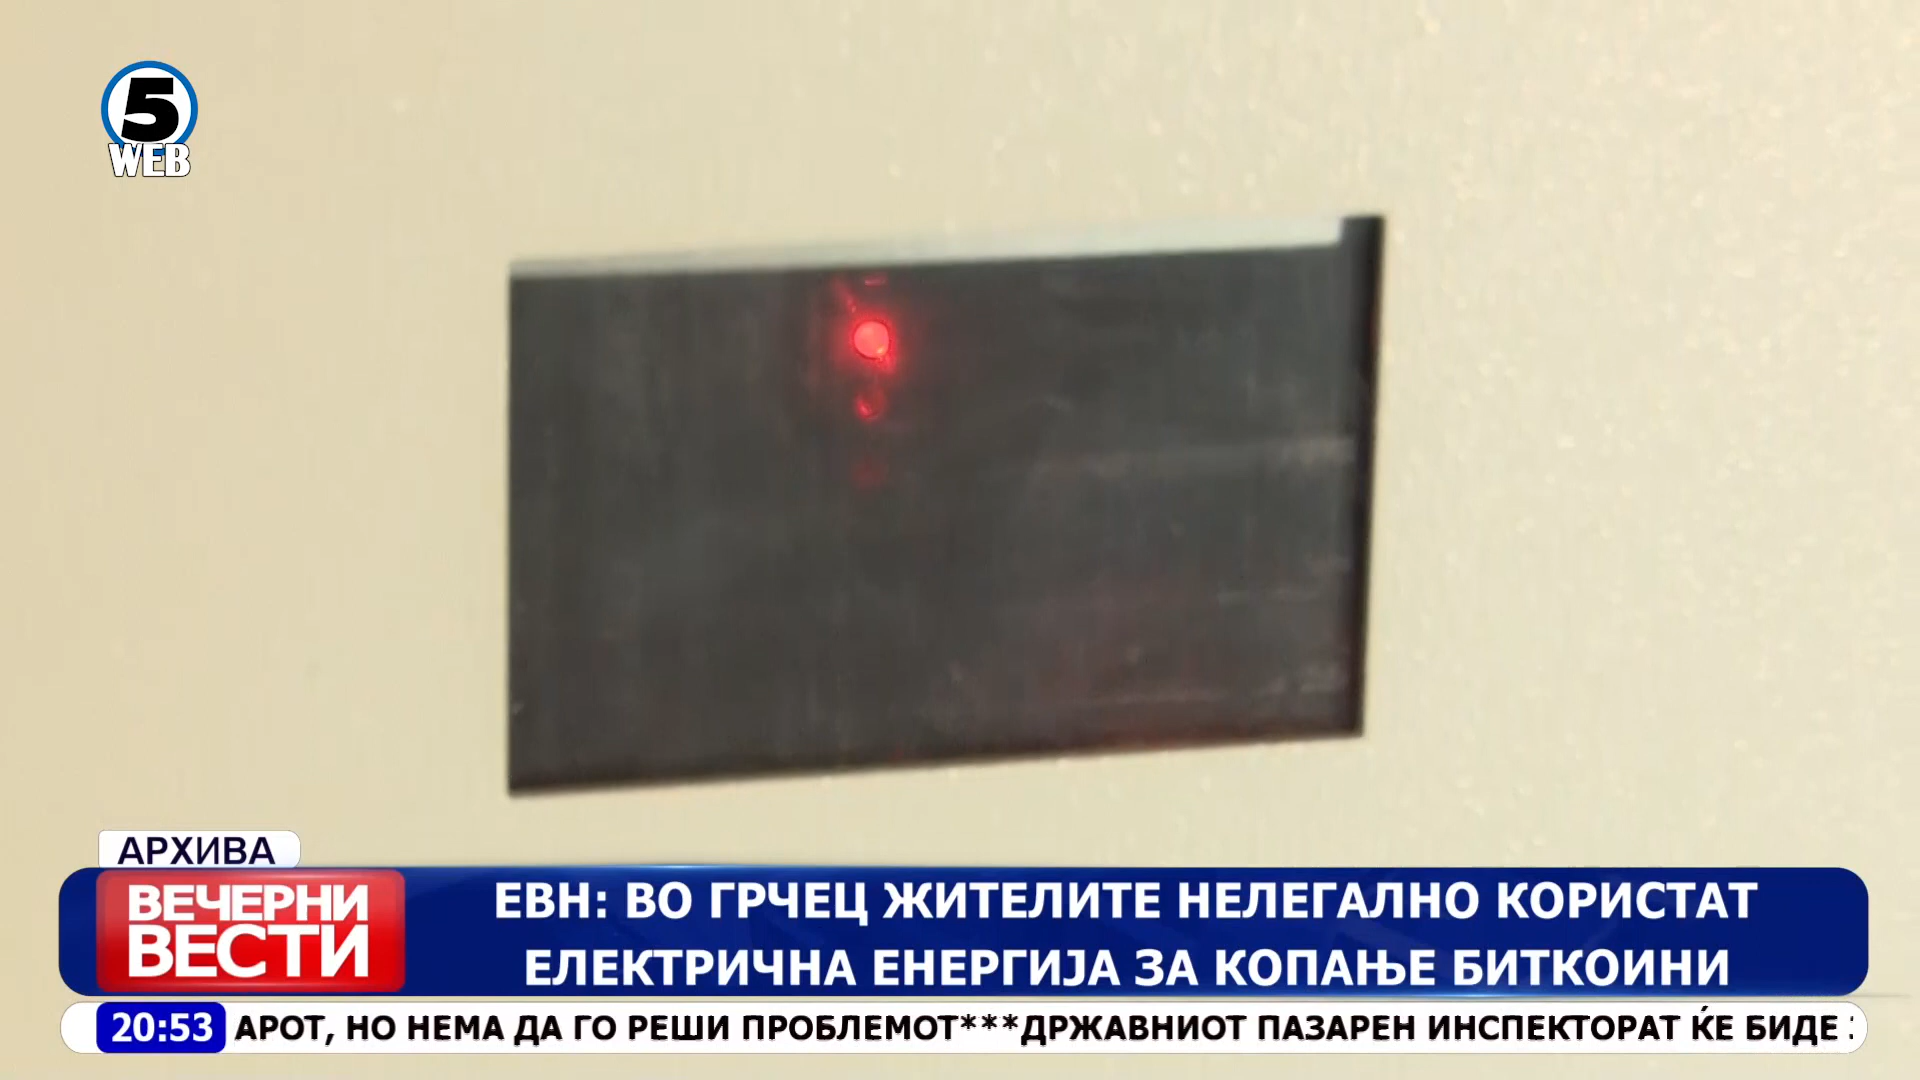 5
WEB
АРХИВА
ВЕЧЕРНИ
ВЕСТИ
ЕВН: ВО ГРЧЕЦ ЖИТЕЛИТЕ НЕЛЕГАЛНО КОРИСТАТ
ЕЛЕКТРИЧНА ЕНЕРГИЈА ЗА КОПАЊЕ БИТКОИНИ
20:53 АРОТ, НО НЕМА ДА ГО РЕШИ ПРОБЛЕМОТ***ДРЖАВНИОТ ПАЗАРЕН ИНСПЕКТОРАТ ЌЕ БИДЕ